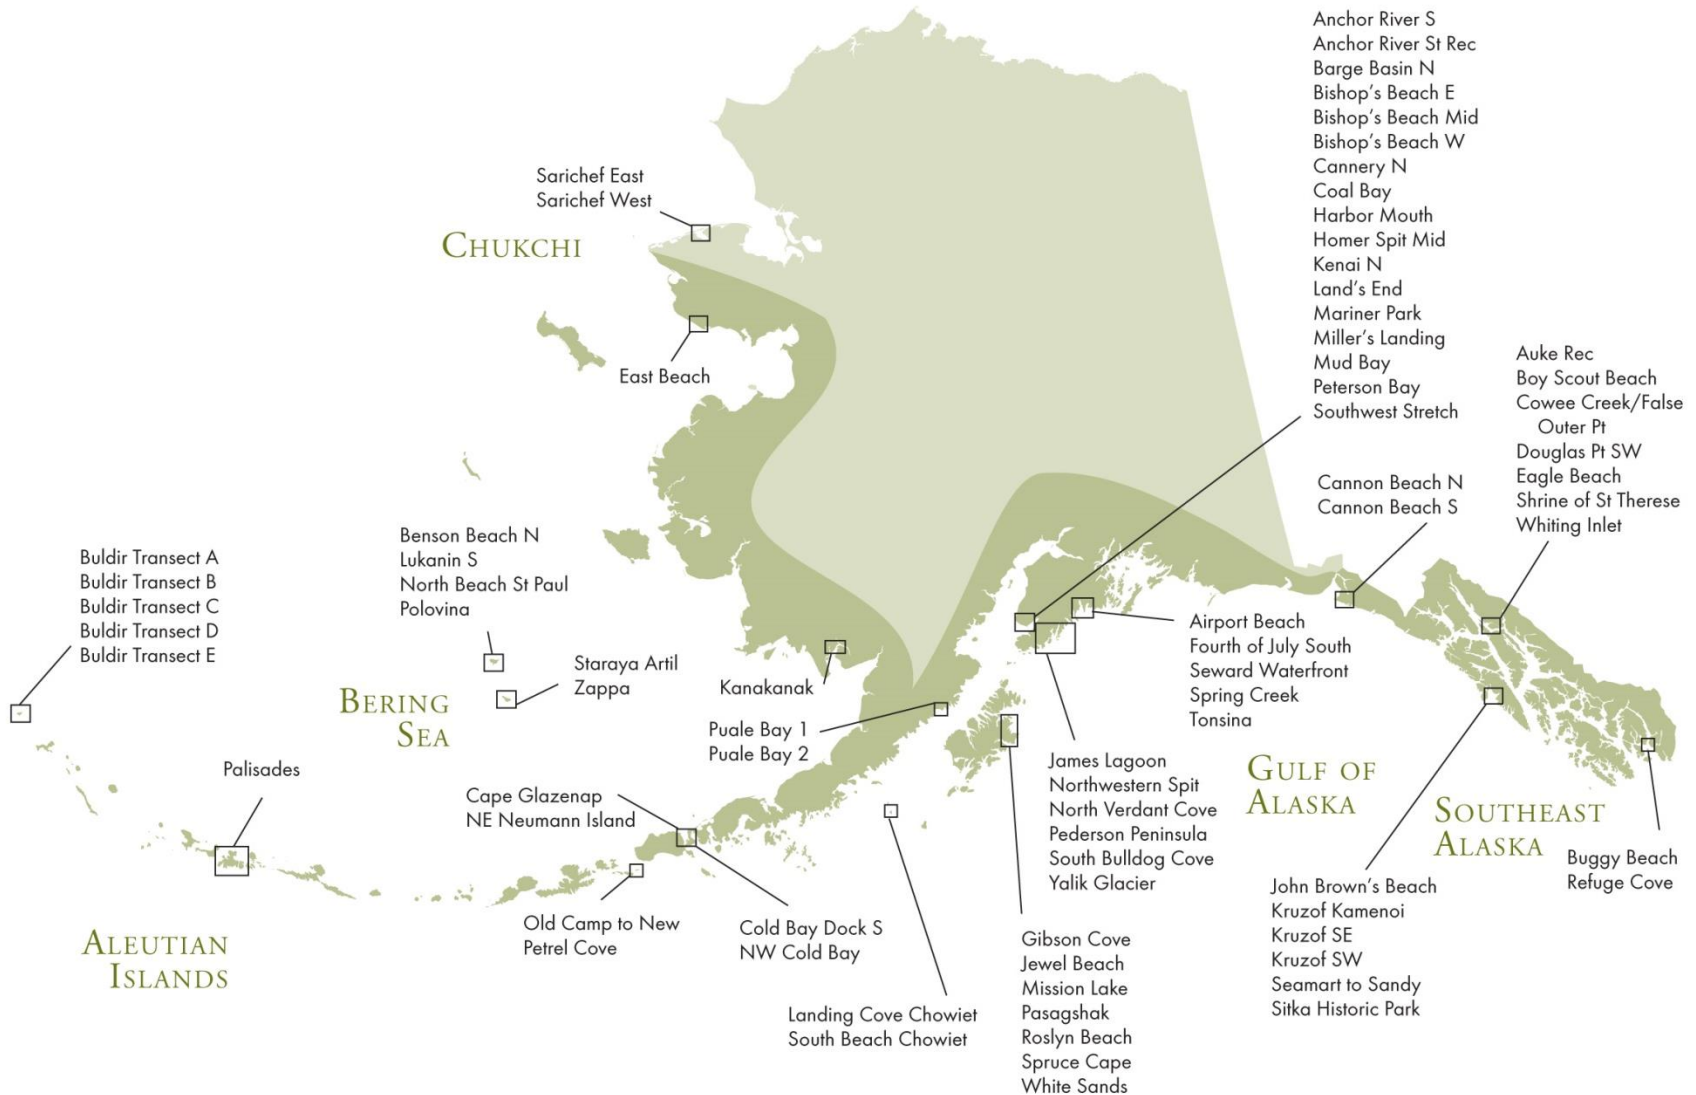 Anchor River S
Anchor River St Rec
Barge Basin N
Bishop's Beach E
Bishop's Beach Mid
Bishop's Beach W
Cannery N
Coal Bay
Harbor Mouth
Homer Spit Mid
Kenai N
Land's End
Mariner Park
Miller's Landing
Mud Bay
Peterson Bay
Southwest Stretch
Sarichef East
Sarichef West
CHUKCHI
East Beach
Auke Rec
Boy Scout Beach
Cowee Creek/False
Outer Pt
Douglas Pt SW
Eagle Beach
Shrine of St Therese
Whiting Inlet
Cannon Beach N
Cannon Beach S
Benson Beach N
Lukanin S
North Beach St Paul
Polovina
Buldir Transect A
Buldir Transect B
Buldir Transect C
Buldir Transect D
Buldir Transect E
Staraya Artil
Zappa
BERING
SEA
Kanakanak
Puale Bay 1
Puale Bay 2
Airport Beach
Fourth of July South
Seward Waterfront
Spring Creek
Tonsina
Palisades
Cape Glazenap
NE Neumann Island
James Lagoon
Northwestern Spit
North Verdant Cove
Pederson Peninsula
South Bulldog Cove
Yalik Glacier
GULF OF
ALASKA
SOUTHEAST
ALASKA
Buggy Beach
Refuge Cove
John Brown's Beach
Kruzof Kamenoi
Kruzof SE
Kruzof SW
Seamart to Sandy
Sitka Historic Park
ALEUTIAN
ISLANDS
Old Camp to New
Petrel Cove
Cold Bay Dock S
NW Cold Bay
Landing Cove Chowiet
South Beach Chowiet
Gibson Cove
Jewel Beach
Mission Lake
Pasagshak
Roslyn Beach
Spruce Cape
White Sands